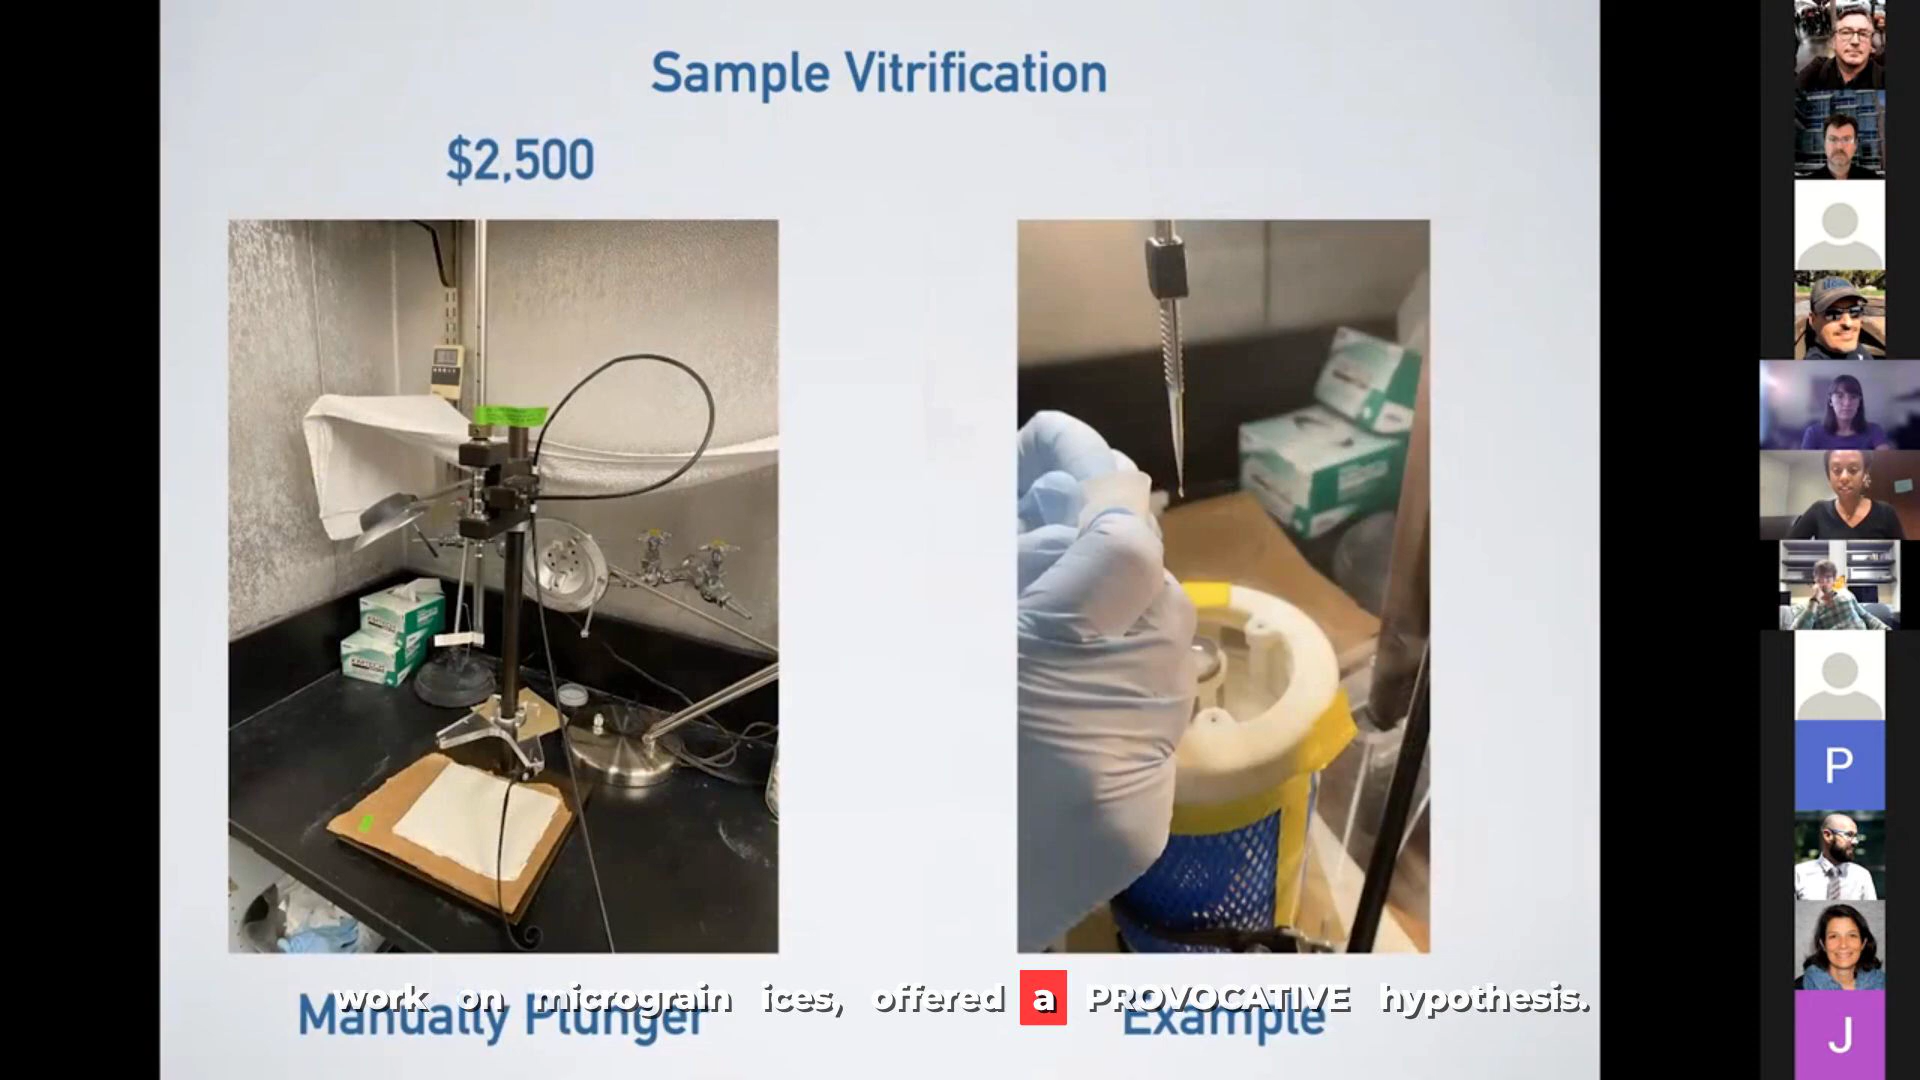 Sample Vitrification
$2,500
work on micrograin ices, offered a PROVOCATIVE hypothesis.
Manually Plunger
Example
P
J